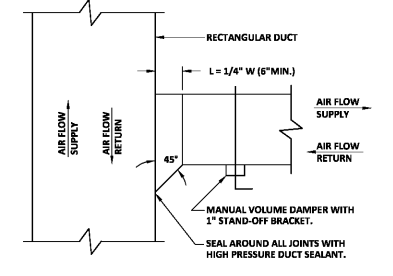 RECTANGULAR DUCT
L = 1/4" W (6"MIN.)
AIR FLOW
SUPPLY
AIR FLOW
RETURN
AIR FLOW
SUPPLY
AIR FLOW
RETURN
45°
MANUAL VOLUME DAMPER WITH
1" STAND-OFF BRACKET.
SEAL AROUND ALL JOINTS WITH
HIGH PRESSURE DUCT SEALANT.